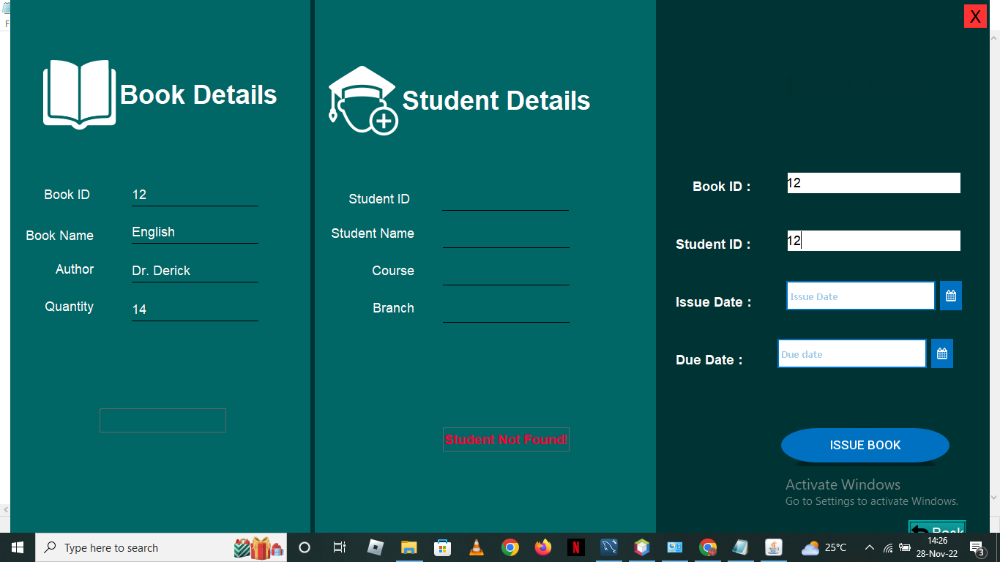 F
X
Book Details
Book ID 12
Book Name English
Author Dr. Derick
Quantity 14
Student Details
Student ID
Student Name
Course
Branch
Student Not Found!
Book ID : 12
Student ID : 12
Issue Date : Issue Date
Due Date : Due date
ISSUE BOOK
Activate Windows
Go to Settings to activate Windows.
Back
Type here to search
N
25°C
14:26
28-Nov-22
3